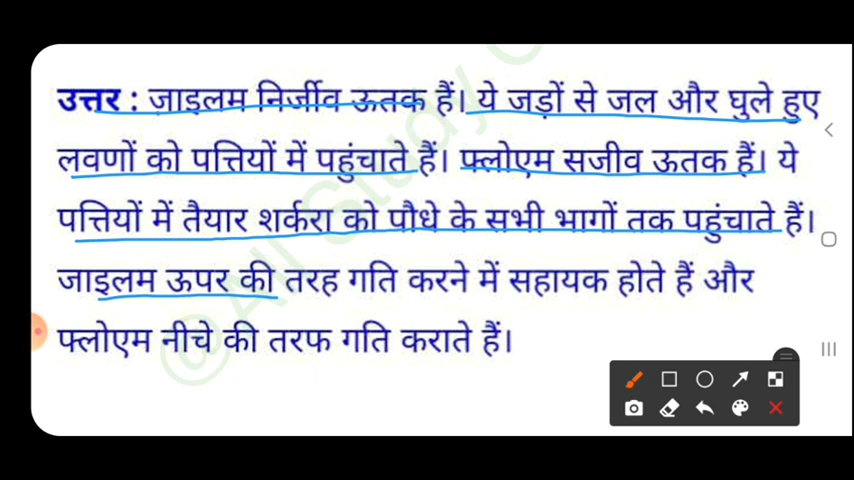 उत्तर : ज़ाइलम निर्जीव ऊतक हैं। ये जड़ों से जल और घुले हुए
लवणों को पत्तियों में पहुंचाते हैं। फ्लोएम सजीव ऊतक हैं। ये
पत्तियों में तैयार शर्करा को पौधे के सभी भागों तक पहुंचाते हैं।
जाइलम ऊपर की तरह गति करने में सहायक होते हैं और
फ्लोएम नीचे की तरफ गति कराते हैं।